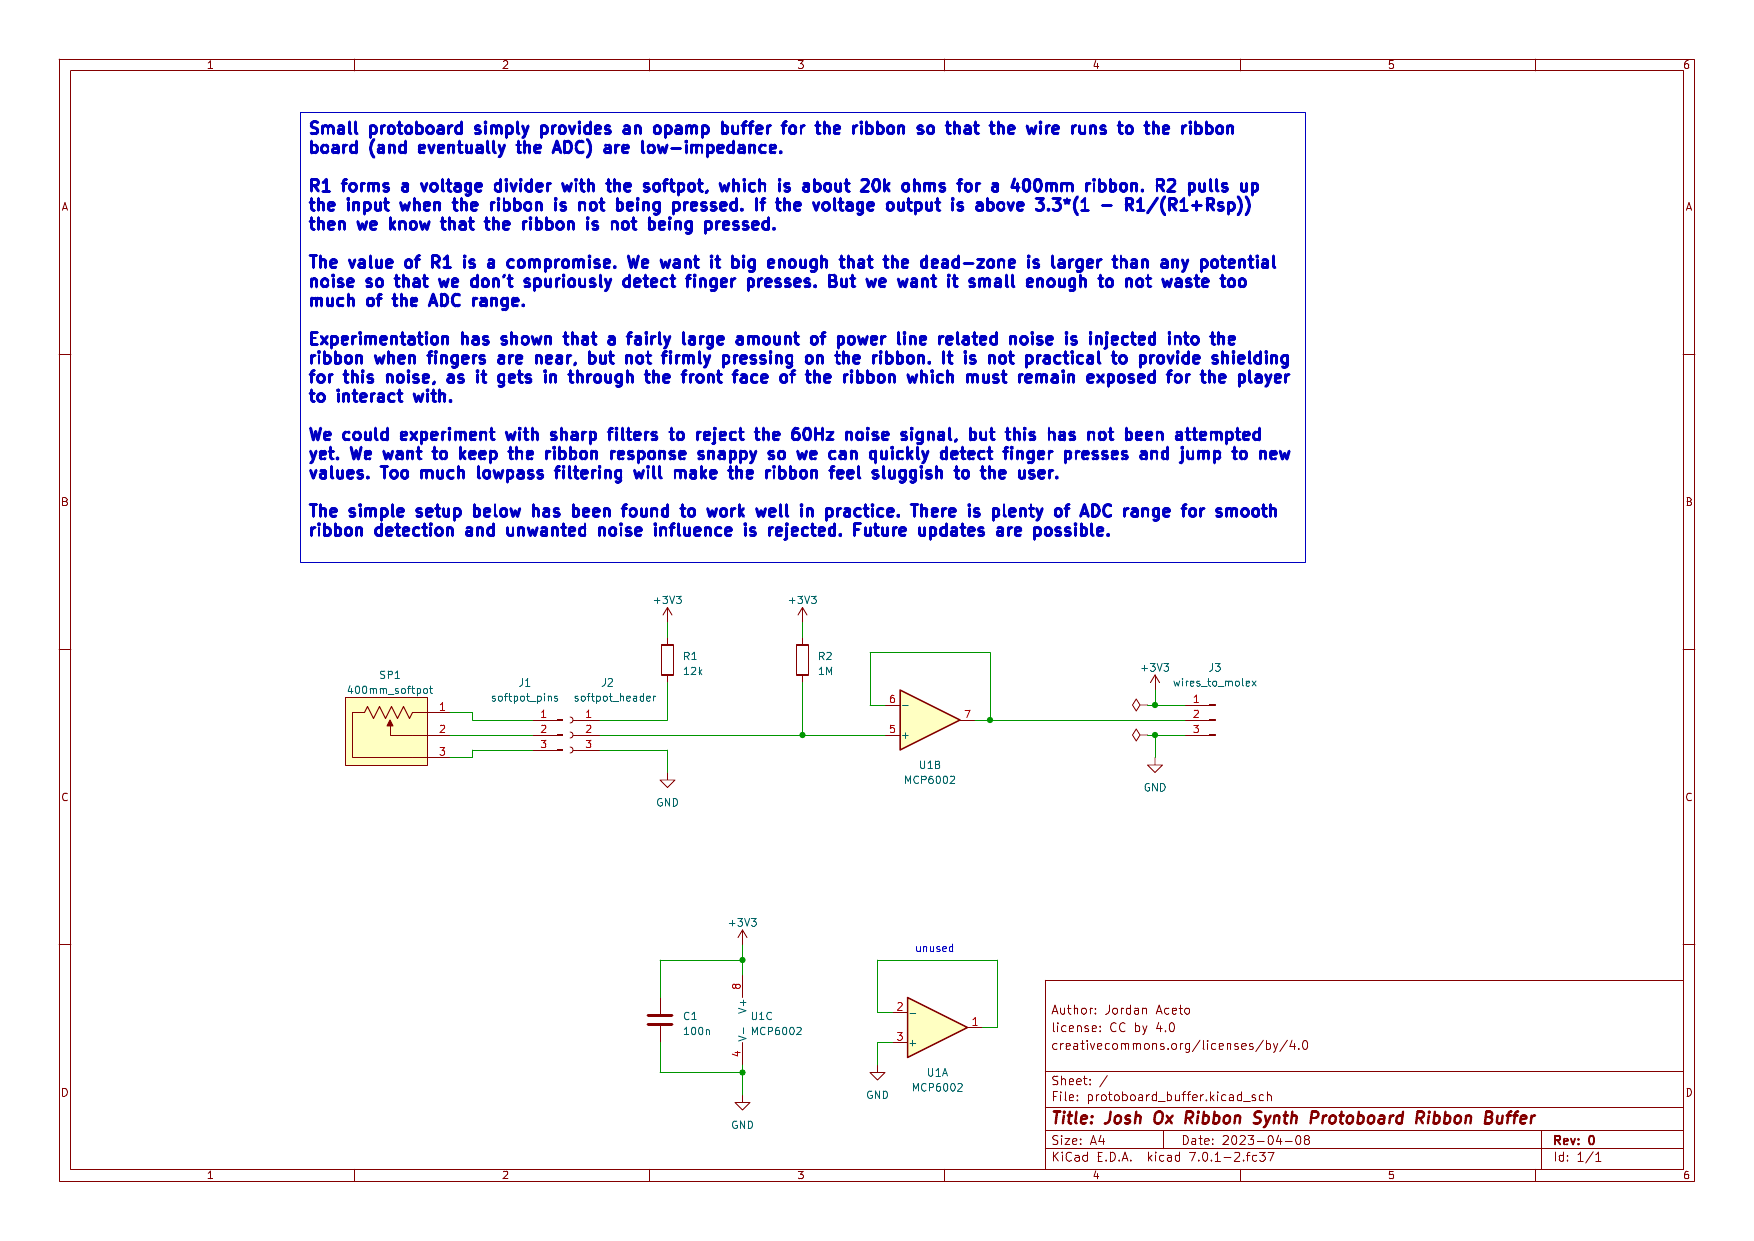 1 2 3 4 5 6
Small protoboard simply provides an opamp buffer for the ribbon so that the wire runs to the ribbon
board (and eventually the ADC) are low-impedance.
R1 forms a voltage divider with the softpot, which is about 20k ohms for a 400mm ribbon. R2 pulls up
the input when the ribbon is not being pressed. If the voltage output is above 3.3*(1 - R1/(R1+Rsp))
then we know that the ribbon is not being pressed.
The value of R1 is a compromise. We want it big enough that the dead-zone is larger than any potential
noise so that we don't spuriously detect finger presses. But we want it small enough to not waste too
much of the ADC range.
Experimentation has shown that a fairly large amount of power line related noise is injected into the
ribbon when fingers are near, but not firmly pressing on the ribbon. It is not practical to provide shielding
for this noise, as it gets in through the front face of the ribbon which must remain exposed for the player
to interact with.
We could experiment with sharp filters to reject the 60Hz noise signal, but this has not been attempted
yet. We want to keep the ribbon response snappy so we can quickly detect finger presses and jump to new
values. Too much lowpass filtering will make the ribbon feel sluggish to the user.
The simple setup below has been found to work well in practice. There is plenty of ADC range for smooth
ribbon detection and unwanted noise influence is rejected. Future updates are possible.
A A
B B
C C
D D
+3V3 +3V3
R1
12k
R2
1M
SP1
400mm_softpot
1
2
3
J1
softpot_pins
1
2
3
J2
softpot_header
1
2
3
GND
6
-
5
+
7
U1B
MCP6002
+3V3
J3
wires_to_molex
1
2
3
GND
+3V3
C1
100n
8
V+
U1C
MCP6002
V-
4
GND
unused
2
-
3
+
1
U1A
MCP6002
GND
Author: Jordan Aceto
license: CC by 4.0
creativecommons.org/licenses/by/4.0
Sheet: /
File: protoboard_buffer.kicad_sch
Title: Josh Ox Ribbon Synth Protoboard Ribbon Buffer
Size: A4 Date: 2023-04-08 Rev: 0
KiCad E.D.A. kicad 7.0.1-2.fc37 Id: 1/1
1 2 3 4 5 6